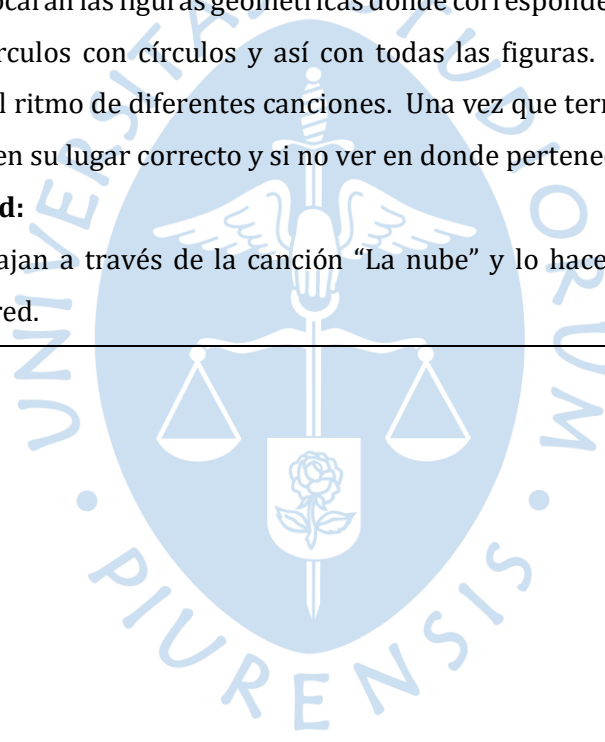 ocarán las figuras geométricas donde corresponde
rculos con círculos y así con todas las figuras.
l ritmo de diferentes canciones. Una vez que ter
en su lugar correcto y si no ver en donde pertenec
d:
ajan a través de la canción “La nube” y lo hace
red.
UNIVERSITAS STUDIORUM
PIURENSIS